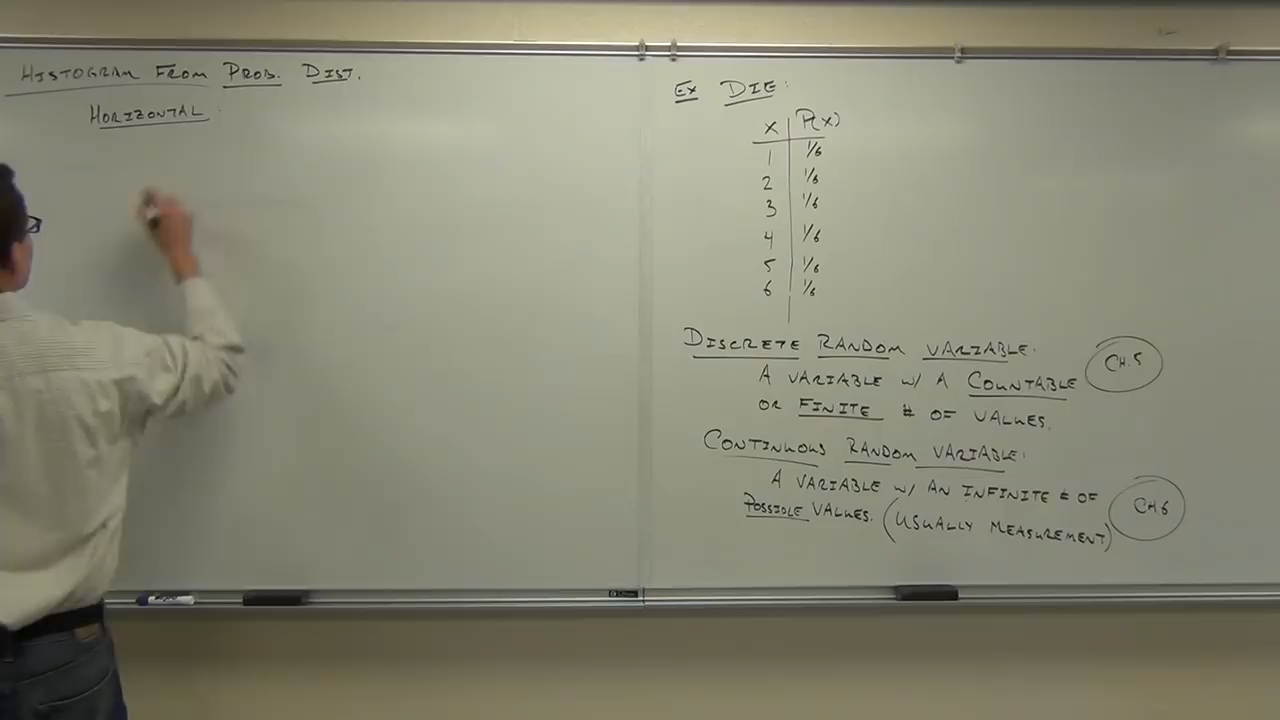 HISTOGRAM FROM PROB. DIST.
HORIZONTAL:
EX DIE:
X P(X)
1 1/6
2 1/6
3 1/6
4 1/6
5 1/6
6 1/6
DISCRETE RANDOM VARIABLE:
A VARIABLE W/ A COUNTABLE
OR FINITE # OF VALUES.
CH.5
CONTINUOUS RANDOM VARIABLE:
A VARIABLE W/ AN INFINITE # OF
POSSIBLE VALUES. (USUALLY MEASUREMENT)
CH6